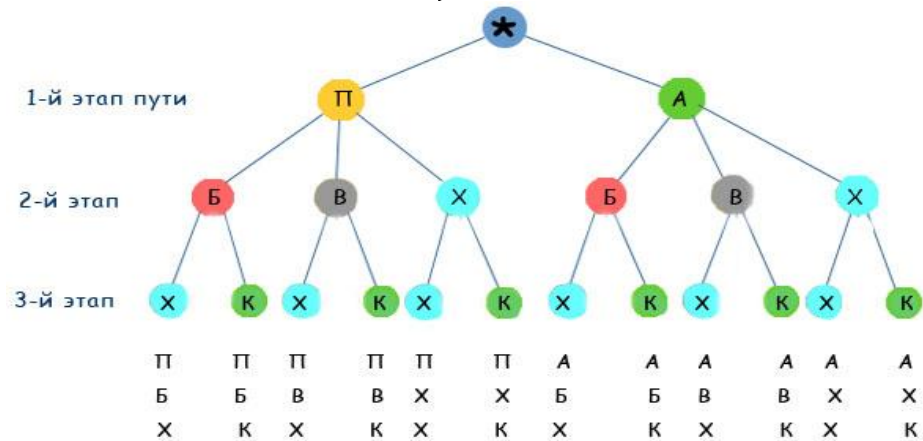 *
1-й этап пути П А
2-й этап Б В Х Б В Х
3-й этап Х К Х К Х К Х К Х К Х К
П П П П П П А А А А А А
Б Б В В Х Х Б Б В В Х Х
Х К Х К Х К Х К Х К Х К